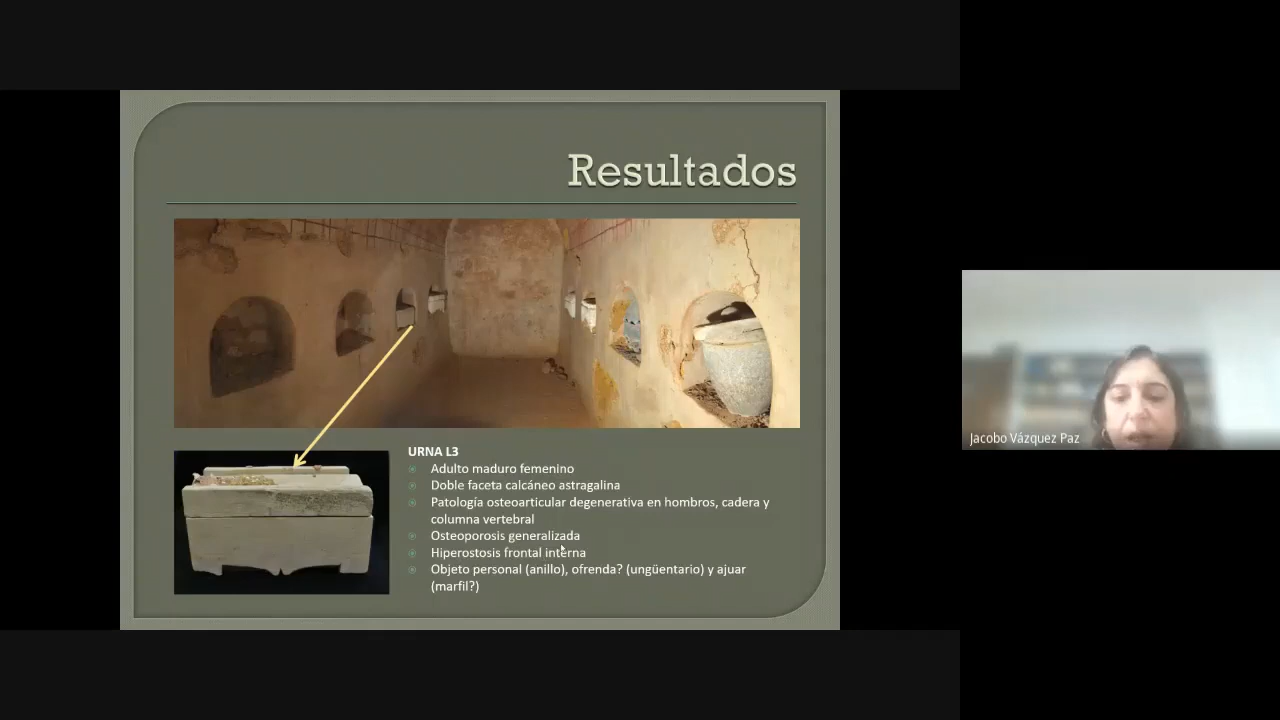 Resultados
URNA L3
Adulto maduro femenino
Doble faceta calcáneo astragalina
Patología osteoarticular degenerativa en hombros, cadera y
columna vertebral
Osteoporosis generalizada
Hiperostosis frontal interna
Objeto personal (anillo), ofrenda? (ungüentario) y ajuar
(marfil?)
Jacobo Vázquez Paz